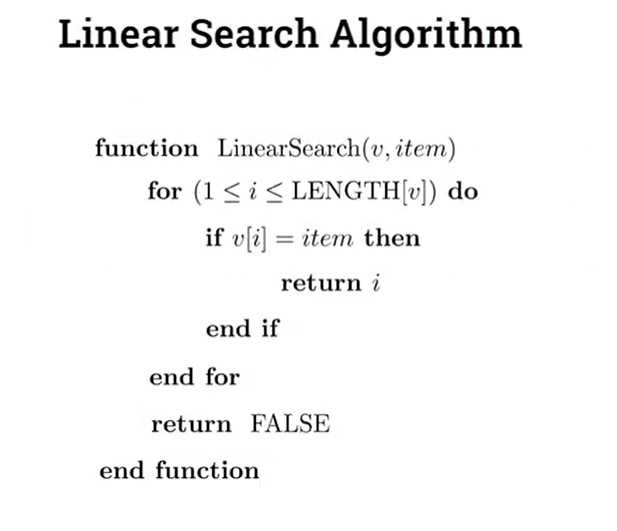 Linear Search Algorithm
function LinearSearch(v, item)
for (1 ≤ i ≤ LENGTH[v]) do
if v[i] = item then
return i
end if
end for
return FALSE
end function